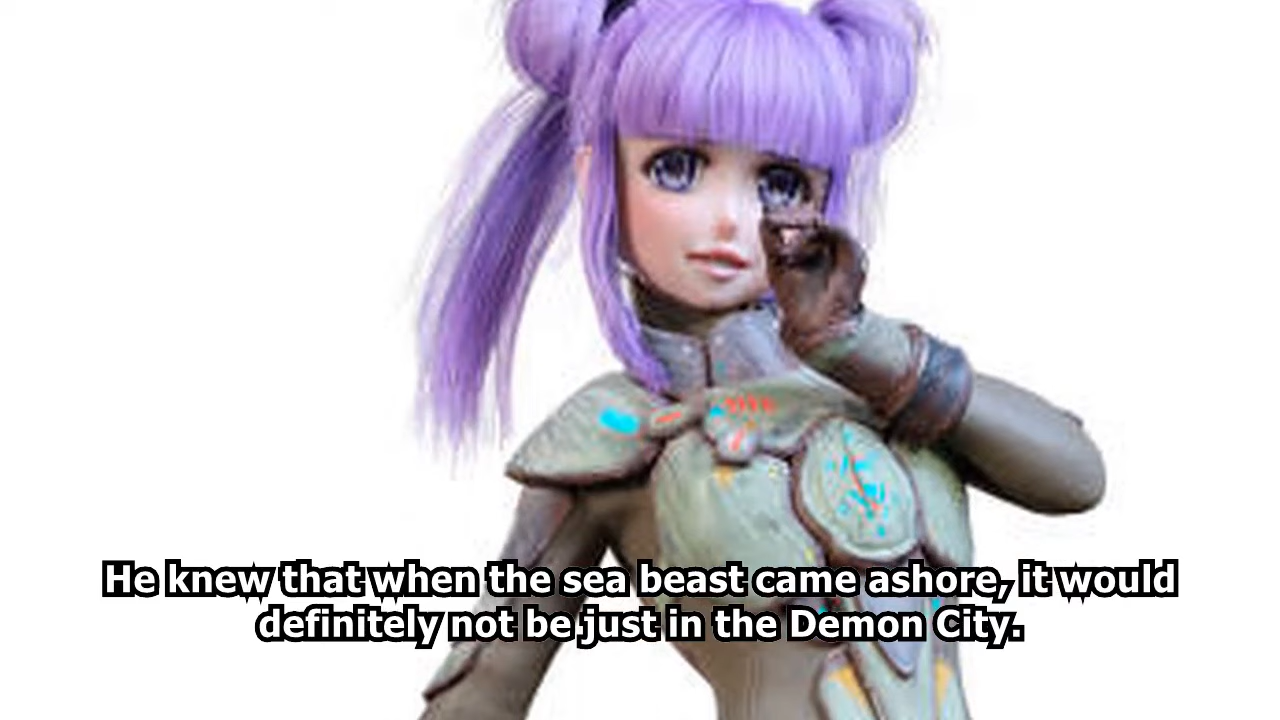 He knew that when the sea beast came ashore, it would
definitely not be just in the Demon City.